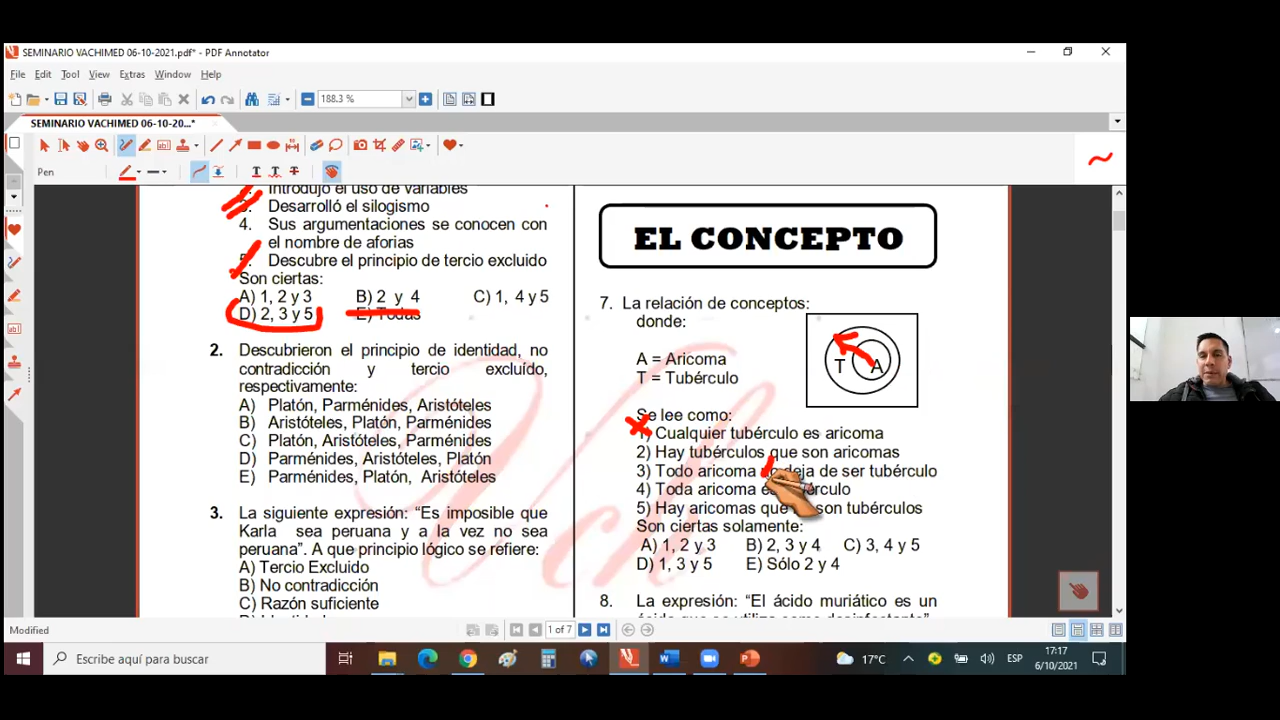 SEMINARIO VACHIMED 06-10-2021.pdf* - PDF Annotator
File Edit Tool View Extras Window Help
188.3 %
SEMINARIO VACHIMED 06-10-20...*
Pen
Introdujo el uso de variables
Desarrolló el silogismo
4. Sus argumentaciones se conocen con
el nombre de aforias
5. Descubre el principio de tercio excluido
Son ciertas:
A) 1, 2 y 3 B) 2 y 4 C) 1, 4 y 5
D) 2, 3 y 5 E) Todas
2. Descubrieron el principio de identidad, no
contradicción y tercio excluido,
respectivamente:
A) Platón, Parménides, Aristóteles
B) Aristóteles, Platón, Parménides
C) Platón, Aristóteles, Parménides
D) Parménides, Aristóteles, Platón
E) Parménides, Platón, Aristóteles
3. La siguiente expresión: “Es imposible que
Karla sea peruana y a la vez no sea
peruana”. A que principio lógico se refiere:
A) Tercio Excluido
B) No contradicción
C) Razón suficiente
EL CONCEPTO
7. La relación de conceptos:
donde:
A = Aricoma
T = Tubérculo
T A
Se lee como:
1) Cualquier tubérculo es aricoma
2) Hay tubérculos que son aricomas
3) Todo aricoma deja de ser tubérculo
4) Toda aricoma
5) Hay aricomas que son tubérculos
Son ciertas solamente:
A) 1, 2 y 3 B) 2, 3 y 4 C) 3, 4 y 5
D) 1, 3 y 5 E) Sólo 2 y 4
8. La expresión: “El ácido muriático es un
Modified
1 of 7
Escribe aquí para buscar
17°C
ESP
17:17
6/10/2021